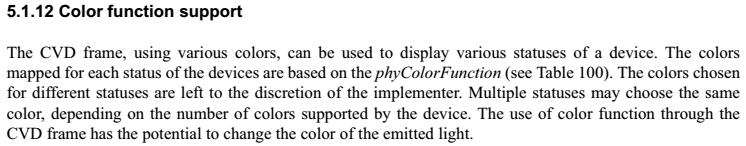 5.1.12 Color function support
The CVD frame, using various colors, can be used to display various statuses of a device. The colors
mapped for each status of the devices are based on the phyColorFunction (see Table 100). The colors chosen
for different statuses are left to the discretion of the implementer. Multiple statuses may choose the same
color, depending on the number of colors supported by the device. The use of color function through the
CVD frame has the potential to change the color of the emitted light.